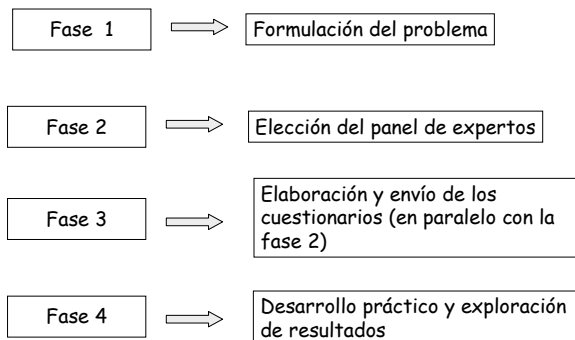 Fase 1
Formulación del problema
Fase 2
Elección del panel de expertos
Fase 3
Elaboración y envío de los
cuestionarios (en paralelo con la
fase 2)
Fase 4
Desarrollo práctico y exploración
de resultados